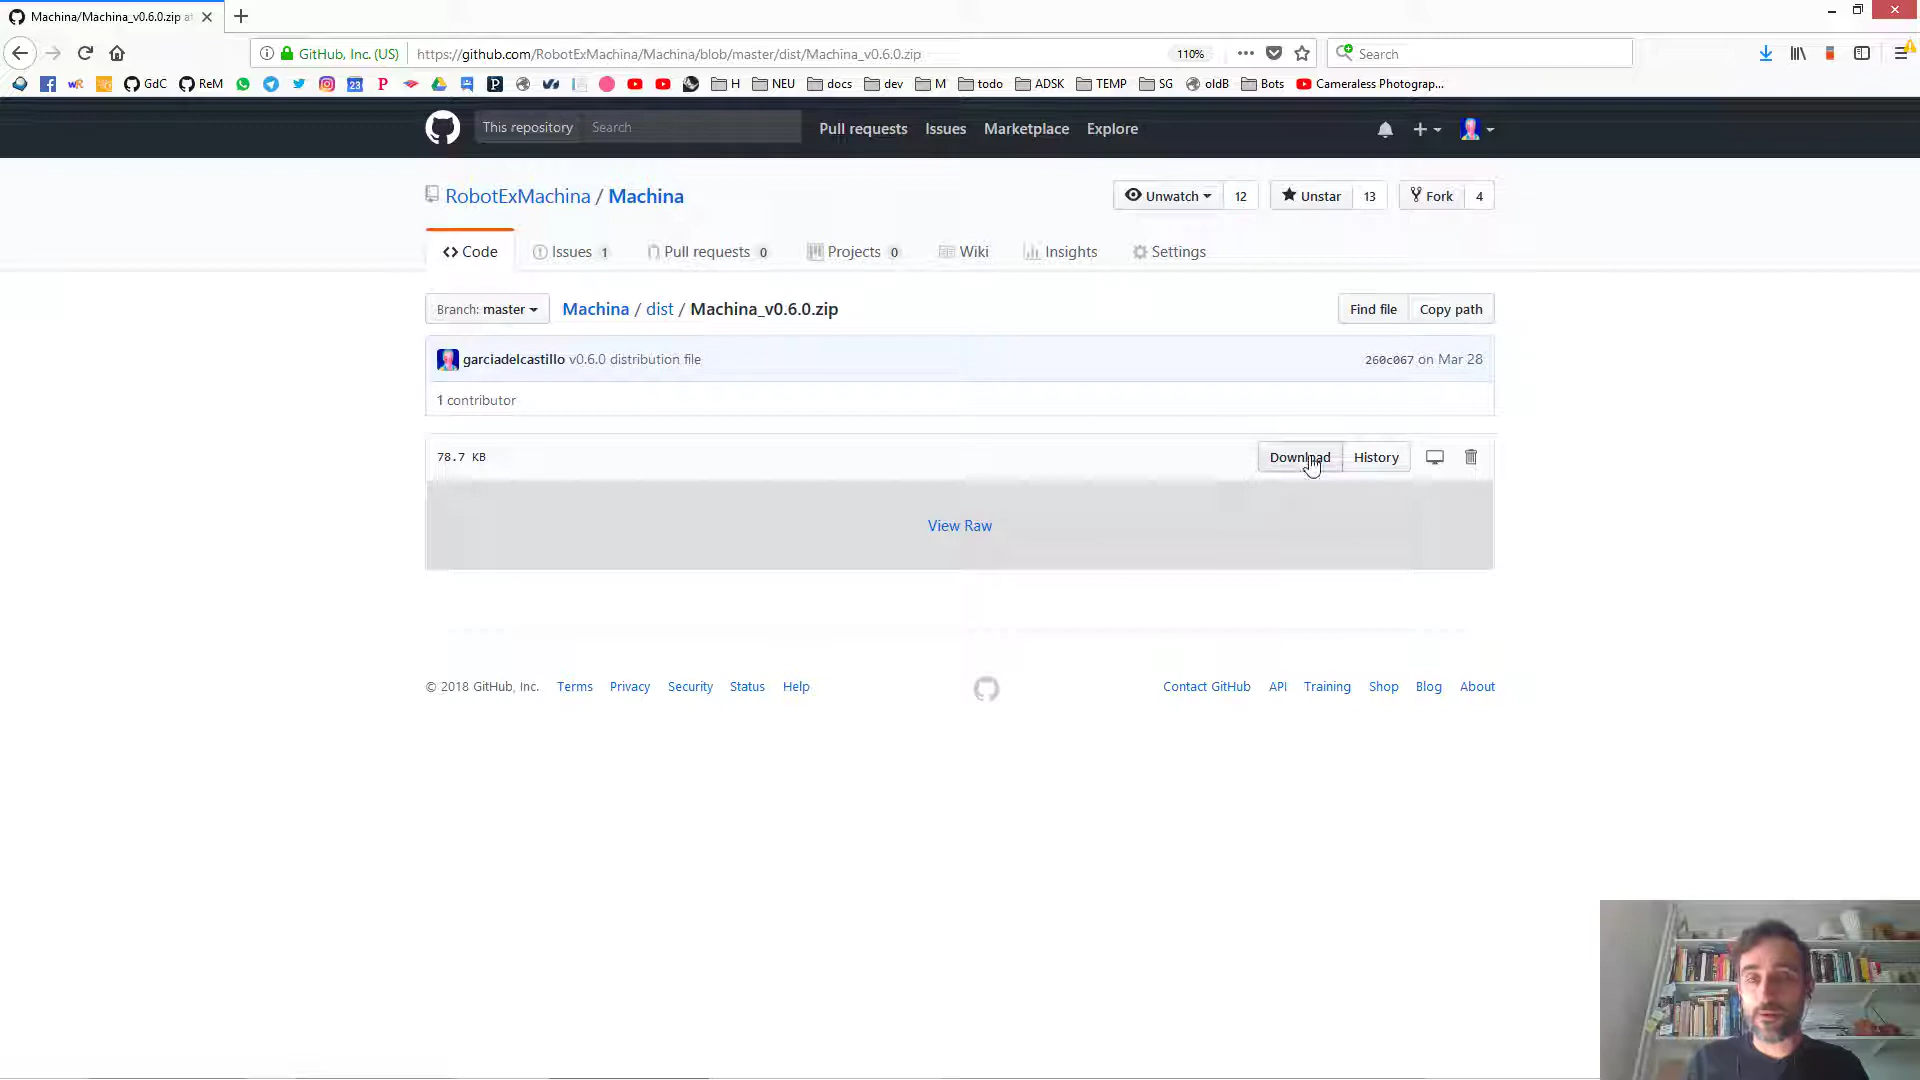 Machina/Machina_v0.6.0.zip at
GitHub, Inc. (US)
https://github.com/RobotExMachina/Machina/blob/master/dist/Machina_v0.6.0.zip
110%
Search
GdC
ReM
H
NEU
docs
dev
M
todo
ADSK
TEMP
SG
oldB
Bots
Cameraless Photograp...
This repository
Search
Pull requests
Issues
Marketplace
Explore
RobotExMachina / Machina
Unwatch 12
Unstar 13
Fork 4
Code
Issues 1
Pull requests 0
Projects 0
Wiki
Insights
Settings
Branch: master
Machina / dist / Machina_v0.6.0.zip
Find file
Copy path
garciadelcastillo v0.6.0 distribution file
260c067 on Mar 28
1 contributor
78.7 KB
Download
History
View Raw
© 2018 GitHub, Inc.
Terms
Privacy
Security
Status
Help
Contact GitHub
API
Training
Shop
Blog
About